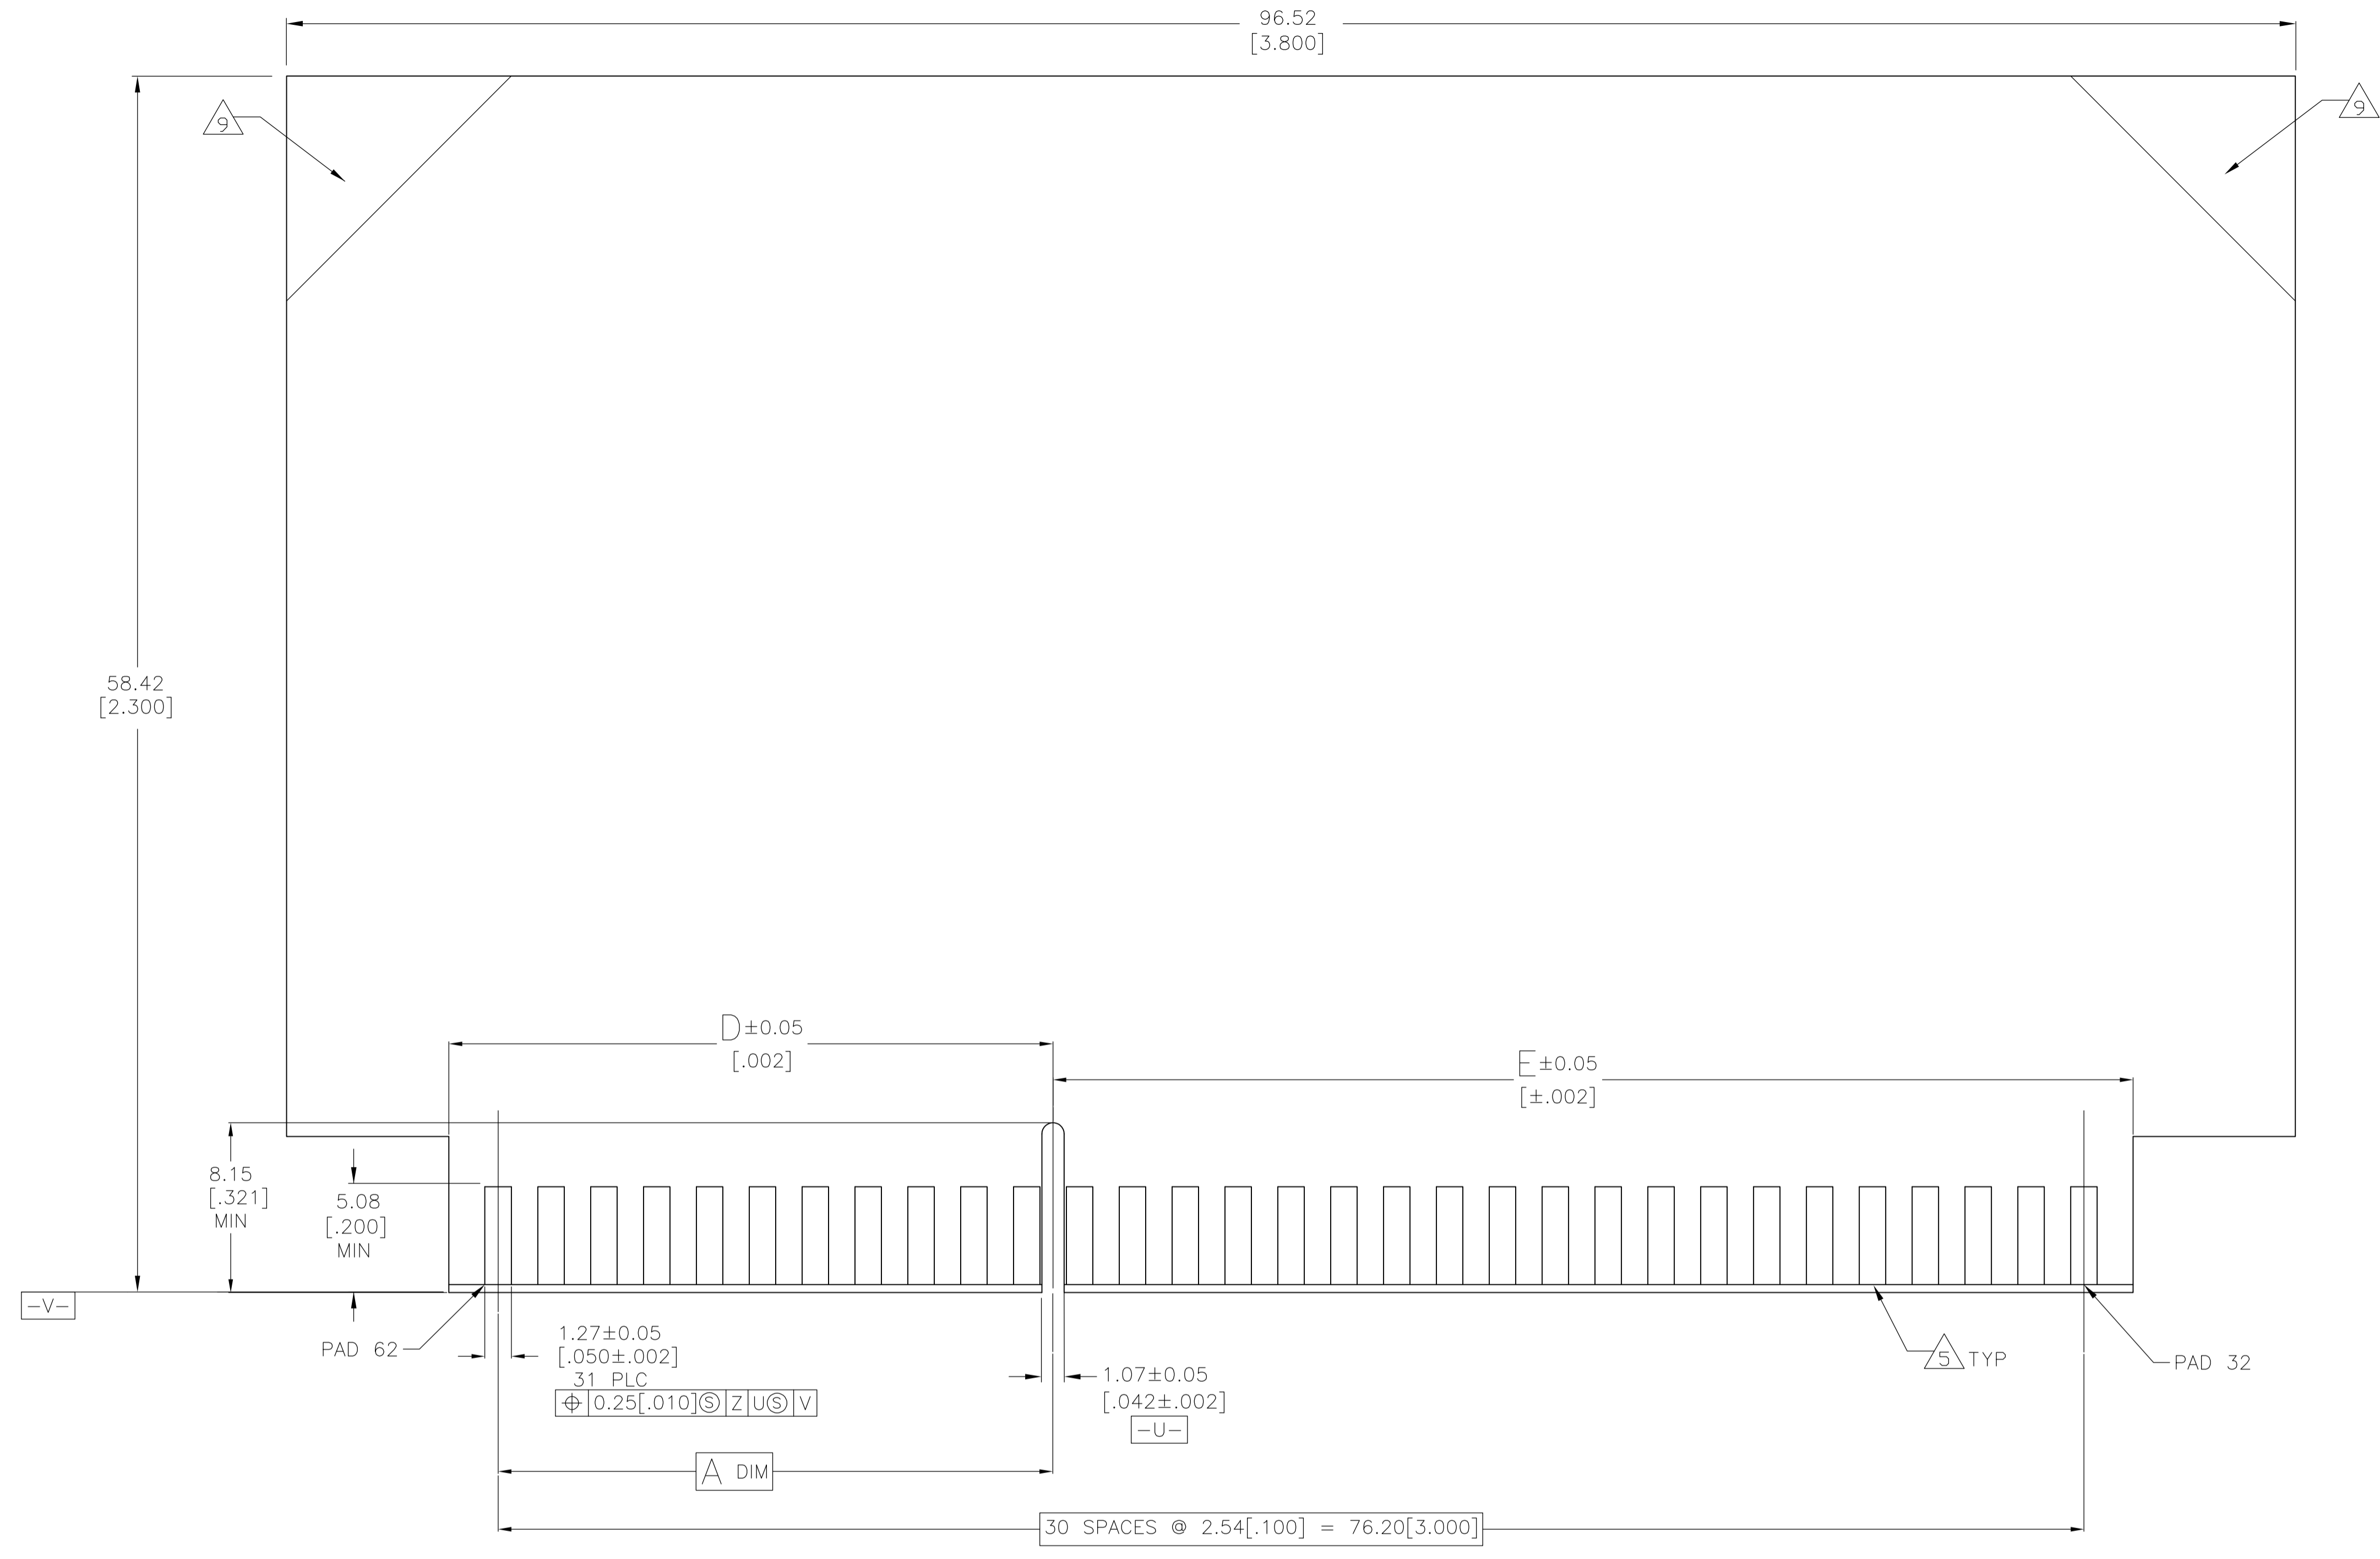 96.52
[3.800]
9
9
58.42
[2.300]
D±0.05
[.002]
E±0.05
[±.002]
8.15
[.321]
MIN
5.08
[.200]
MIN
-V-
PAD 62
1.27±0.05
[.050±.002]
31 PLC
⌖ 0.25[.010]Ⓢ Z UⓈ V
1.07±0.05
[.042±.002]
-U-
5 TYP
PAD 32
A DIM
30 SPACES @ 2.54[.100] = 76.20[3.000]